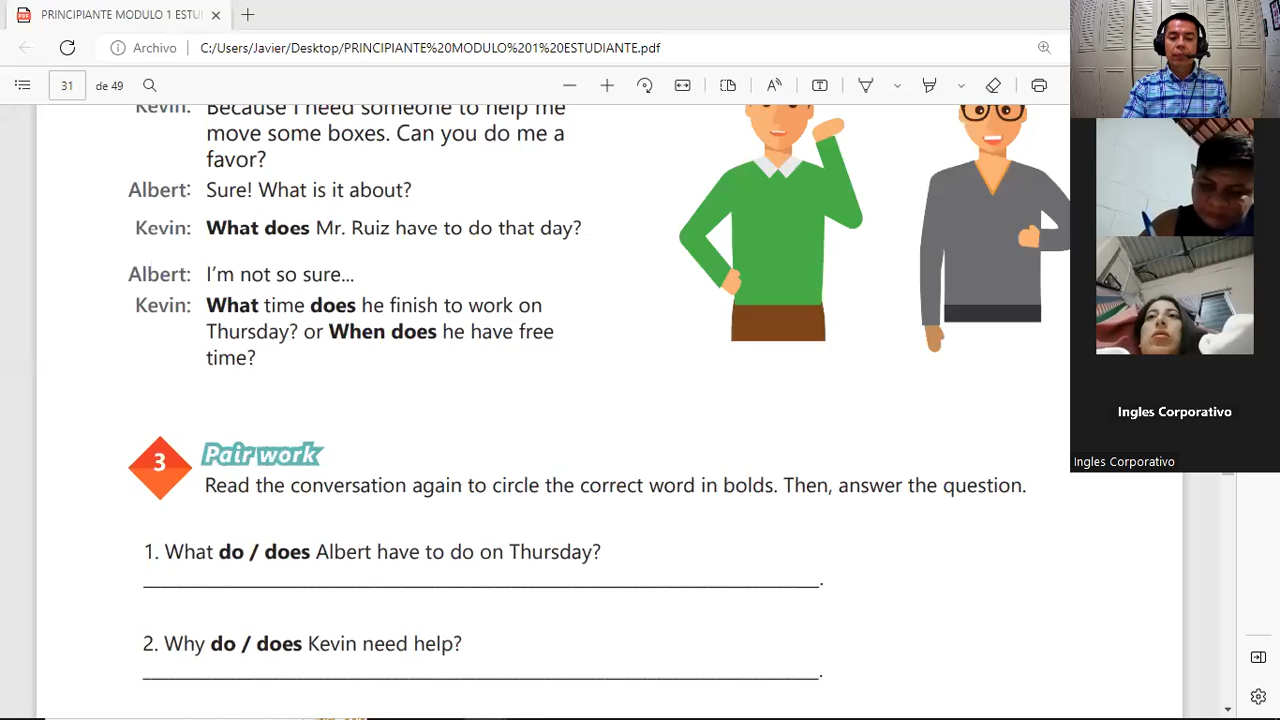 PRINCIPIANTE MODULO 1 ESTU
Archivo
C:/Users/Javier/Desktop/PRINCIPIANTE%20MODULO%201%20ESTUDIANTE.pdf
31
de 49
Kevin: Because I need someone to help me
move some boxes. Can you do me a
favor?
Albert: Sure! What is it about?
Kevin: What does Mr. Ruiz have to do that day?
Albert: I'm not so sure...
Kevin: What time does he finish to work on
Thursday? or When does he have free
time?
3
Pair work
Read the conversation again to circle the correct word in bolds. Then, answer the question.
1. What do / does Albert have to do on Thursday?
2. Why do / does Kevin need help?
Ingles Corporativo
Ingles Corporativo